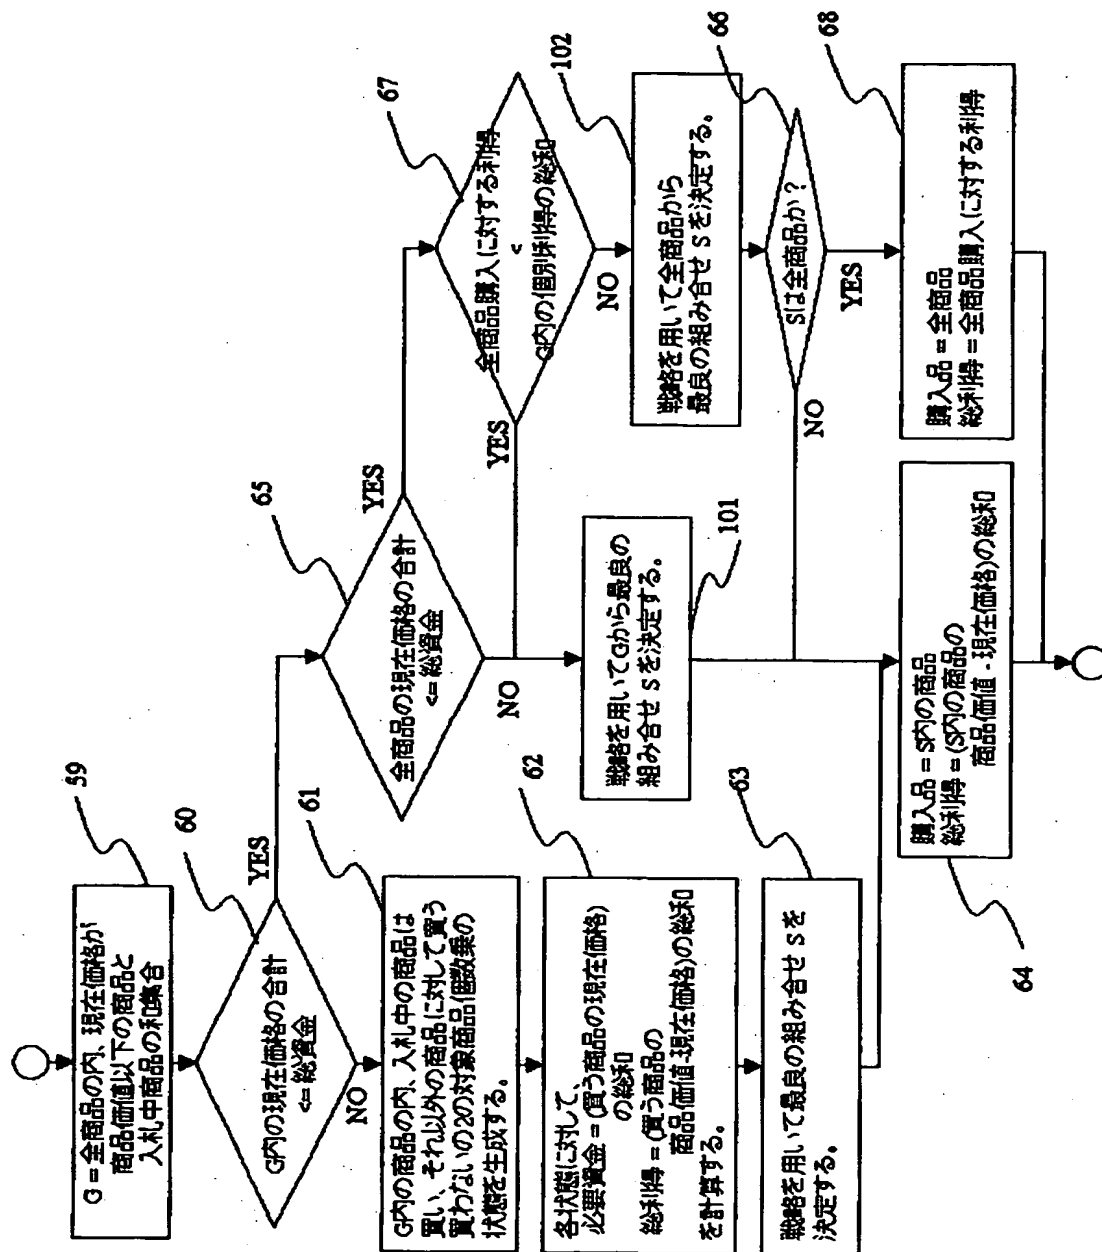 59
G=全商品の内、現在価格が
商品価値以下の商品と
入札中商品の和集合
60
G内の現在価格の合計
<=総資金
YES
NO
61
G内の商品の内、入札中の商品は
買い、それ以外の商品に対して買う
買わないの2の対象商品個数乗の
状態を生成する。
62
各状態に対して、
必要資金=(買う商品の現在価格)
の総和
総利得=(買う商品の
商品価値-現在価格)の総和
を計算する。
63
戦略を用いて最良の組み合せ S を
決定する。
65
全商品の現在価格の合計
<=総資金
YES
NO
戦略を用いてGから最良の
組み合せ S を決定する。
101
67
全商品購入に対する利得
<
G内の個別利得の総和
YES
NO
102
戦略を用いて全商品から
最良の組み合せ S を決定する。
66
Sは全商品か?
NO
YES
購入品=S内の商品
総利得=(S内の商品の
商品価値-現在価格)の総和
64
68
購入品=全商品
総利得=全商品購入に対する利得